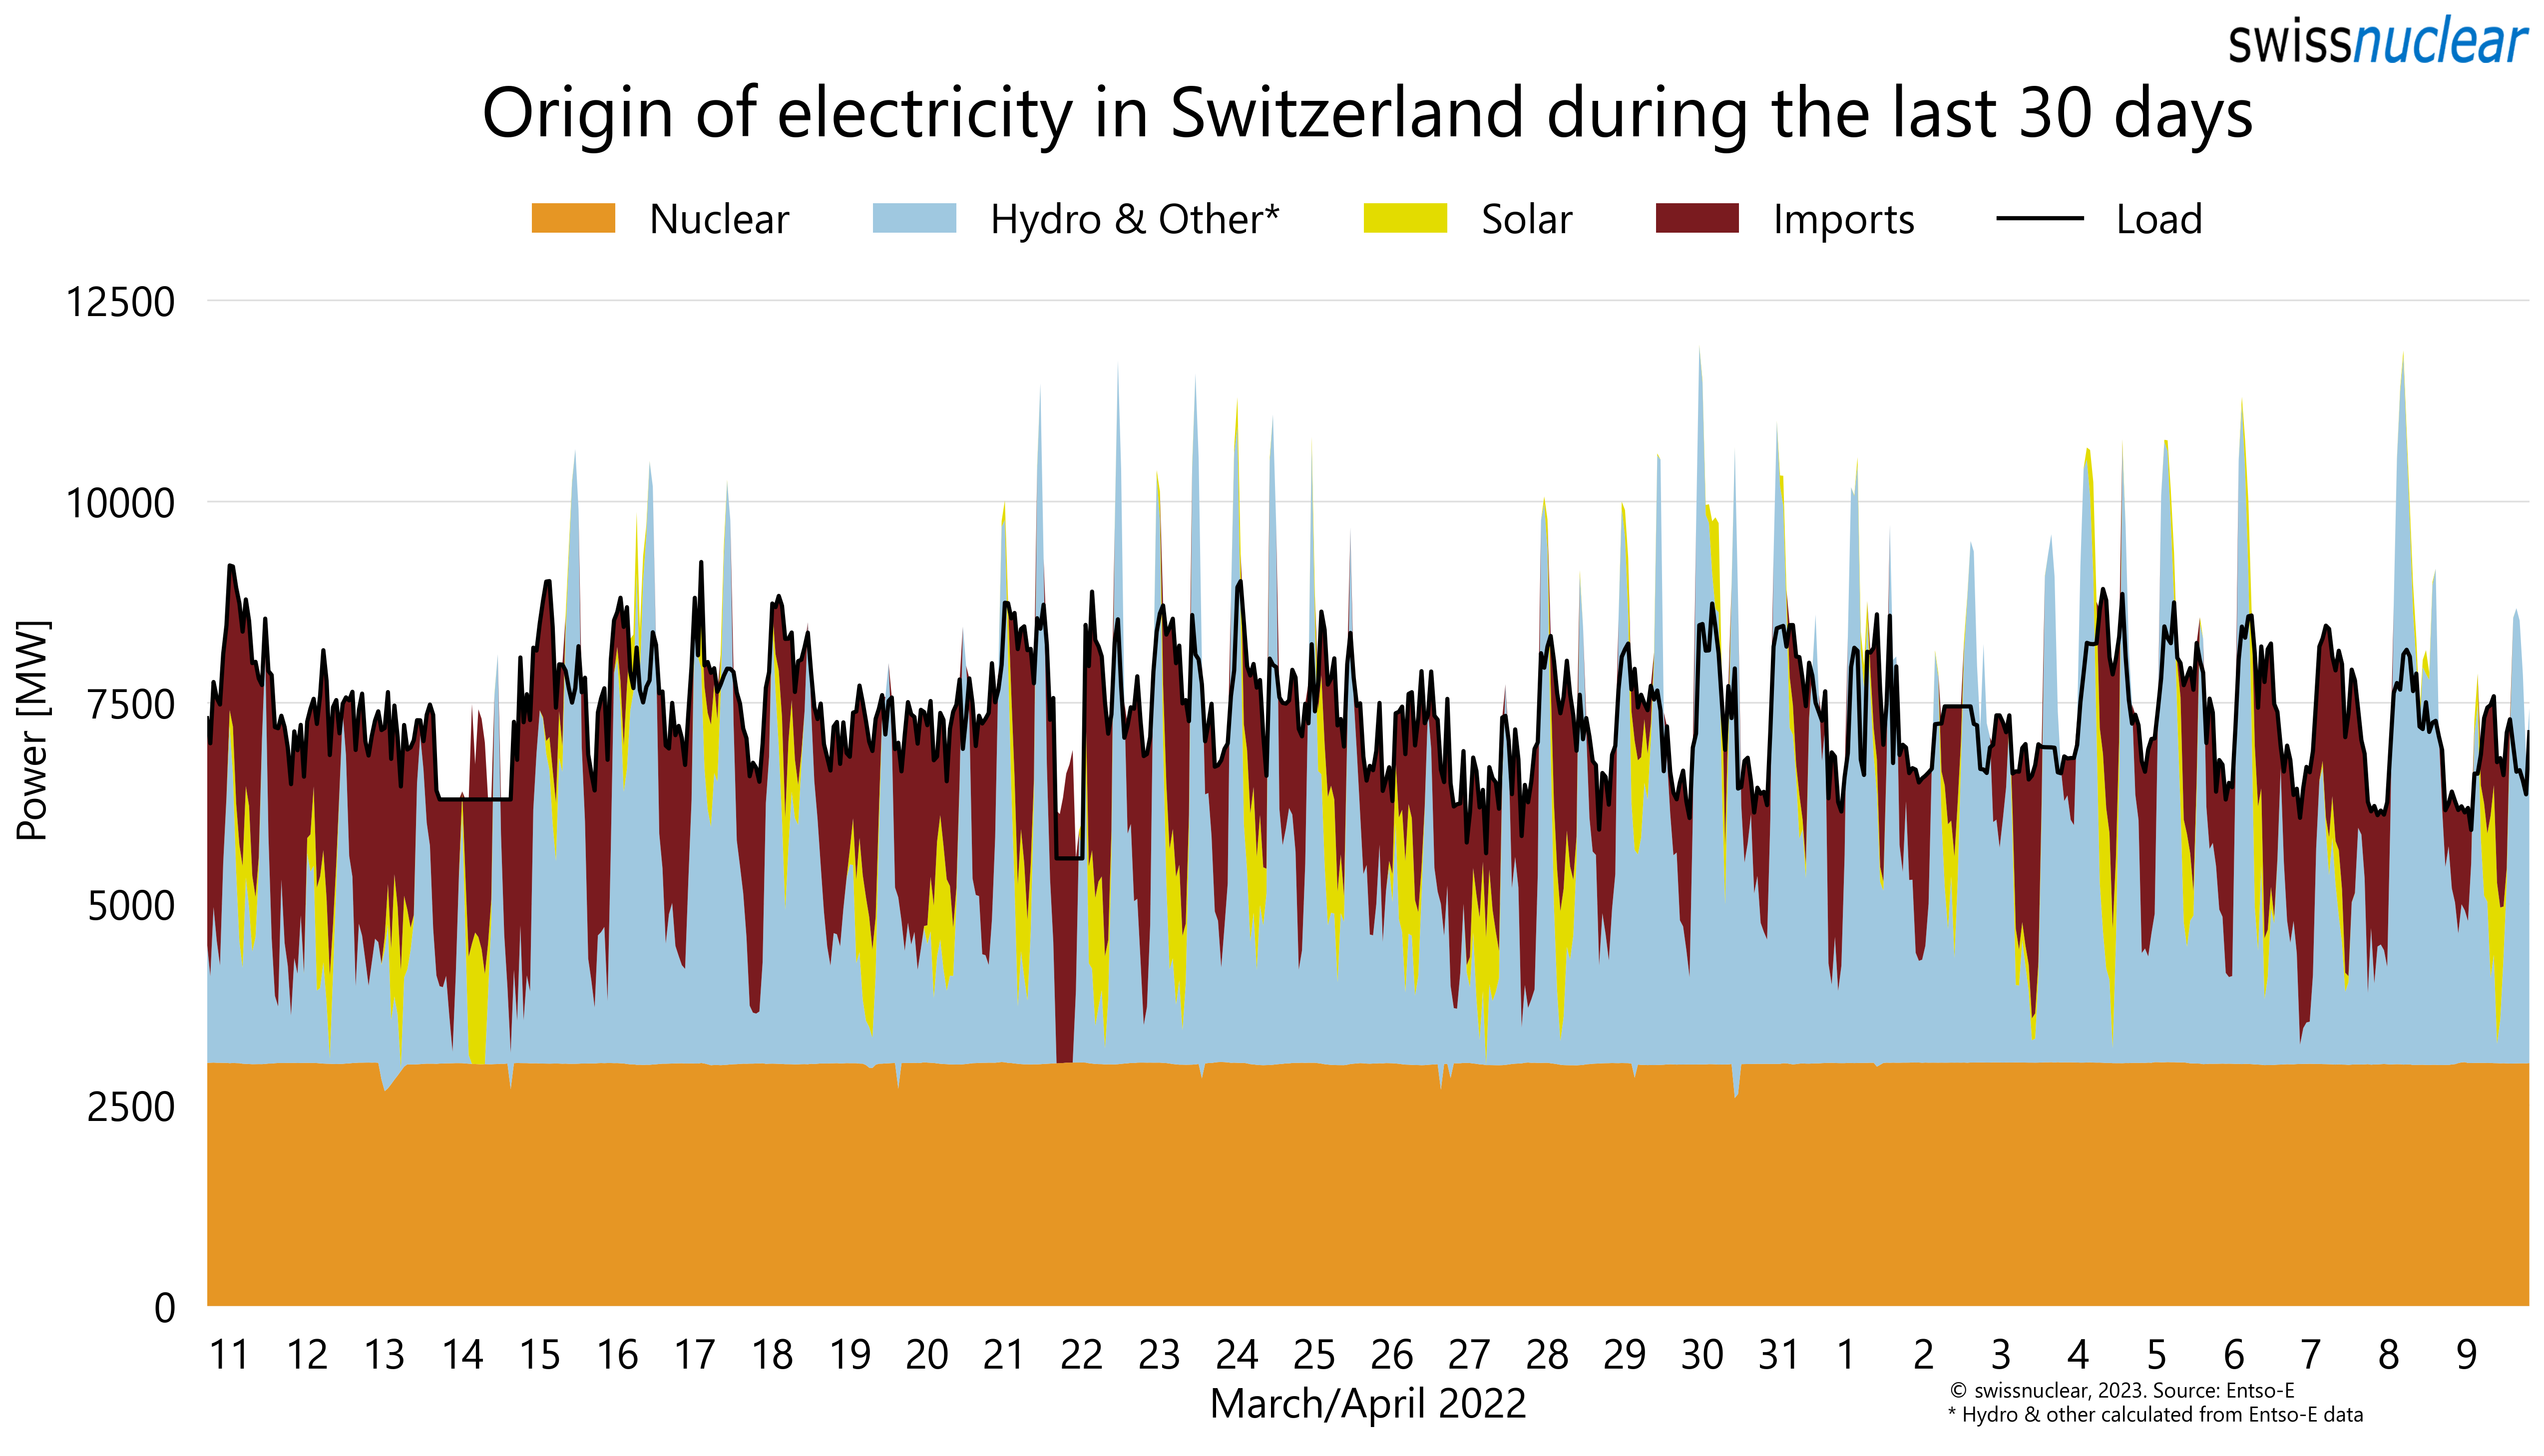 swissnuclear
Origin of electricity in Switzerland during the last 30 days
Nuclear Hydro & Other* Solar Imports Load
12500
10000
7500
5000
2500
0
Power [MW]
11 12 13 14 15 16 17 18 19 20 21 22 23 24 25 26 27 28 29 30 31 1 2 3 4 5 6 7 8 9
March/April 2022
© swissnuclear, 2023. Source: Entso-E
* Hydro & other calculated from Entso-E data